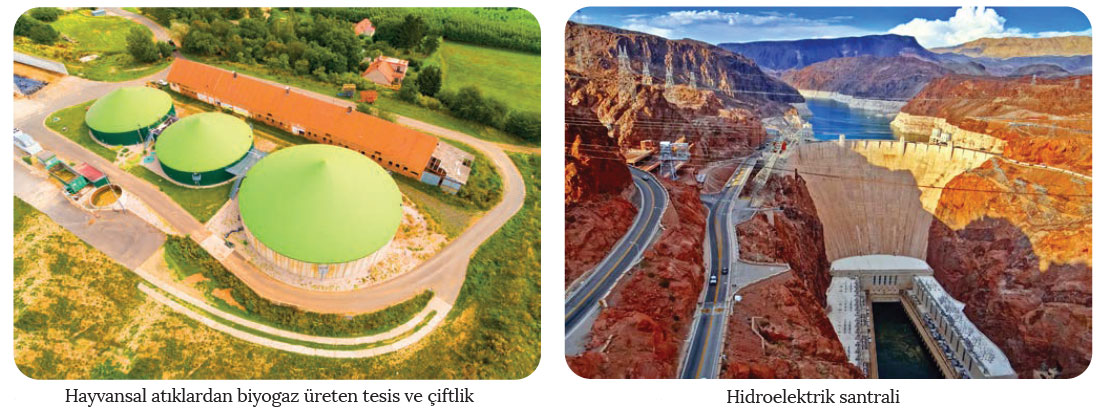 Hayvansal atıklardan biyogaz üreten tesis ve çiftlik
Hidroelektrik santrali